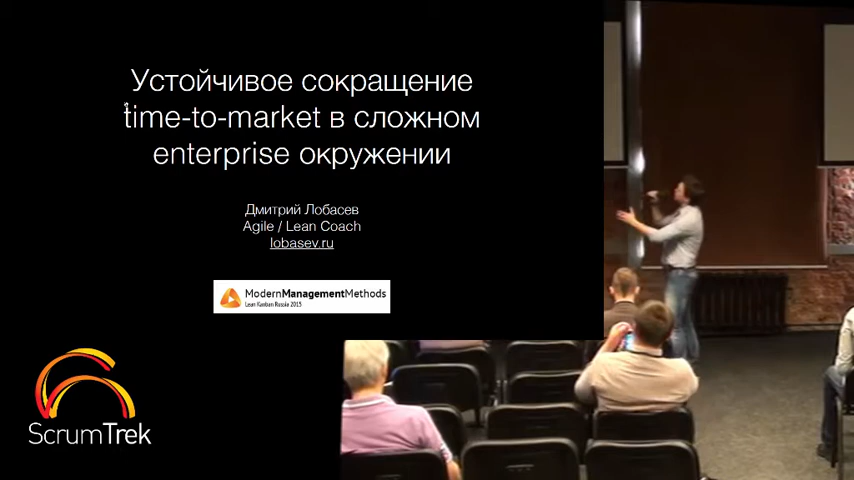 Устойчивое сокращение
time-to-market в сложном
enterprise окружении
Дмитрий Лобасев
Agile / Lean Coach
lobasev.ru
ModernManagementMethods
Lean Kanban Russia 2015
ScrumTrek